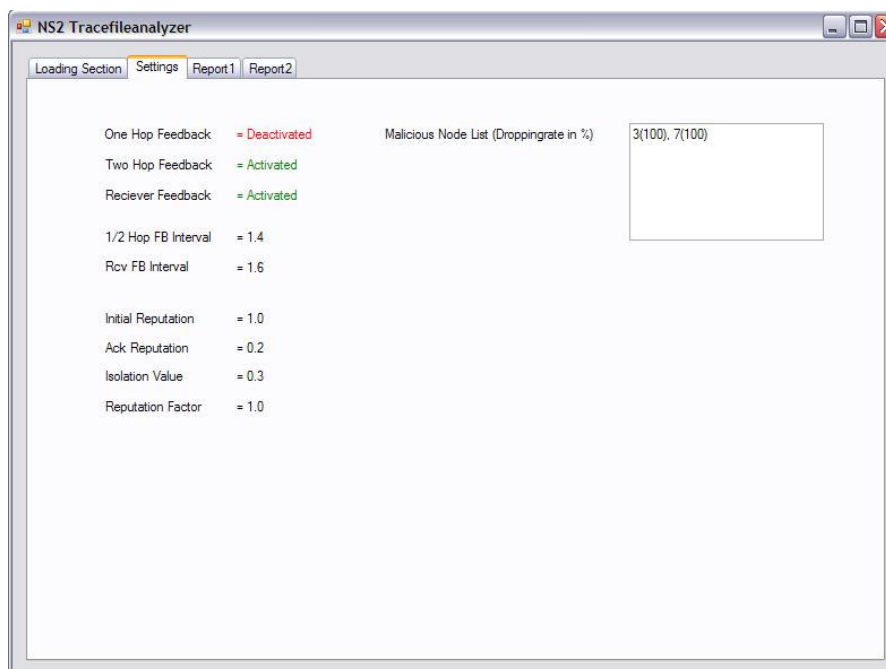 NS2 Tracefileanalyzer
Loading Section Settings Report1 Report2
One Hop Feedback = Deactivated Malicious Node List (Droppingrate in %) 3(100), 7(100)
Two Hop Feedback = Activated
Reciever Feedback = Activated
1/2 Hop FB Interval = 1.4
Rcv FB Interval = 1.6
Initial Reputation = 1.0
Ack Reputation = 0.2
Isolation Value = 0.3
Reputation Factor = 1.0